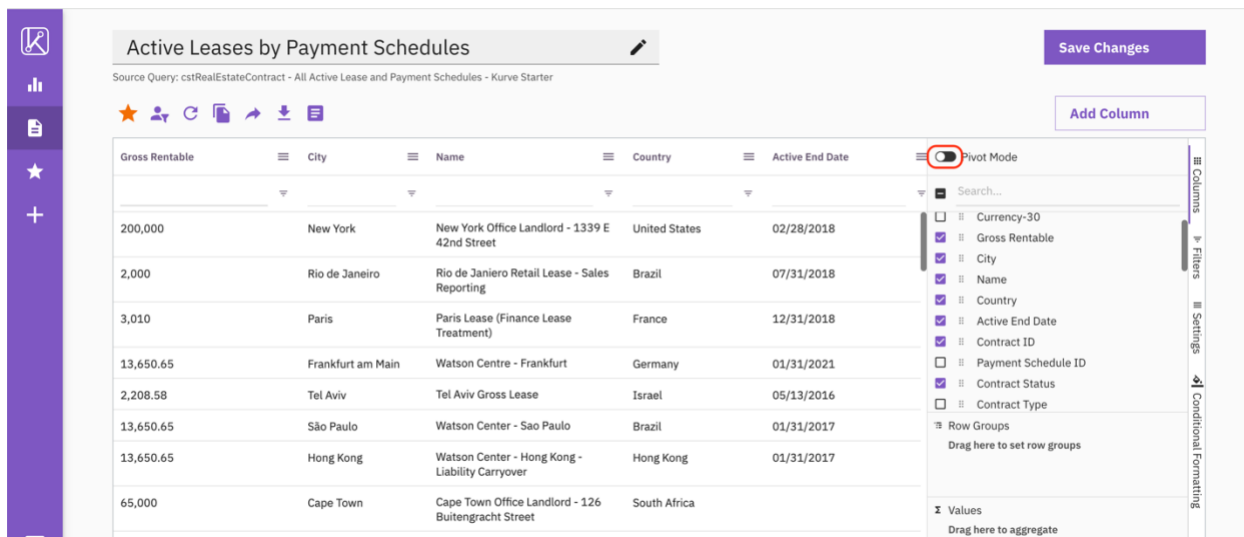 Active Leases by Payment Schedules
Save Changes
Source Query: cstRealEstateContract - All Active Lease and Payment Schedules - Kurve Starter
Add Column
Gross Rentable City Name Country Active End Date
200,000 New York New York Office Landlord - 1339 E 42nd Street United States 02/28/2018
2,000 Rio de Janeiro Rio de Janiero Retail Lease - Sales Reporting Brazil 07/31/2018
3,010 Paris Paris Lease (Finance Lease Treatment) France 12/31/2018
13,650.65 Frankfurt am Main Watson Centre - Frankfurt Germany 01/31/2021
2,208.58 Tel Aviv Tel Aviv Gross Lease Israel 05/13/2016
13,650.65 São Paulo Watson Center - Sao Paulo Brazil 01/31/2017
13,650.65 Hong Kong Watson Center - Hong Kong - Liability Carryover Hong Kong 01/31/2017
65,000 Cape Town Cape Town Office Landlord - 126 Buitengracht Street South Africa
Pivot Mode
Search...
Currency-30
Gross Rentable
City
Name
Country
Active End Date
Contract ID
Payment Schedule ID
Contract Status
Contract Type
Row Groups
Drag here to set row groups
Σ Values
Drag here to aggregate
Columns
Filters
Settings
Conditional Formatting